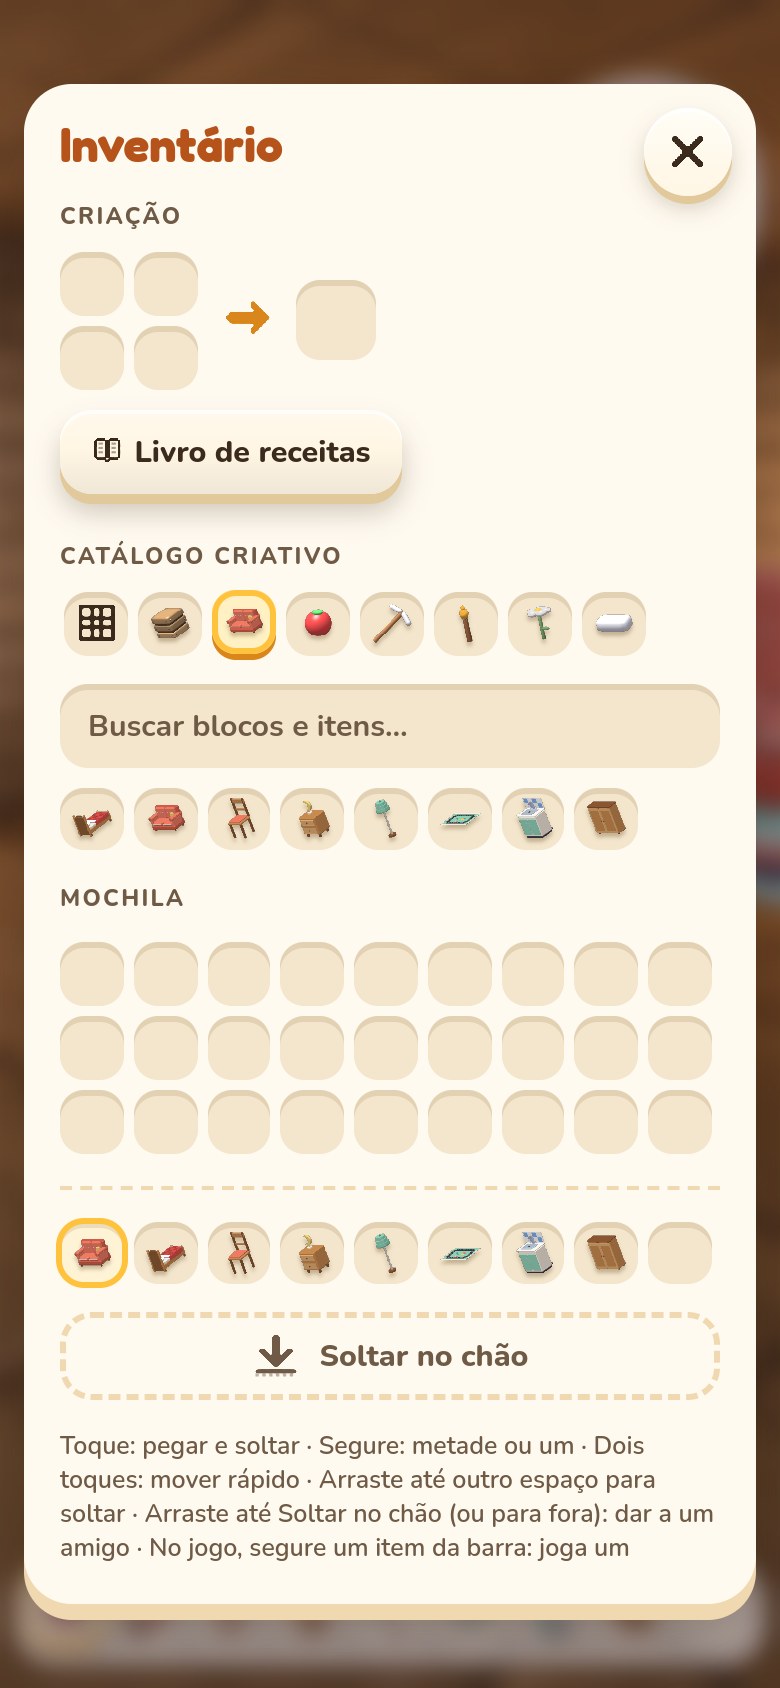 Inventário
CRIAÇÃO
Livro de receitas
CATÁLOGO CRIATIVO
Buscar blocos e itens...
MOCHILA
Soltar no chão
Toque: pegar e soltar · Segure: metade ou um · Dois
toques: mover rápido · Arraste até outro espaço para
soltar · Arraste até Soltar no chão (ou para fora): dar a um
amigo · No jogo, segure um item da barra: joga um